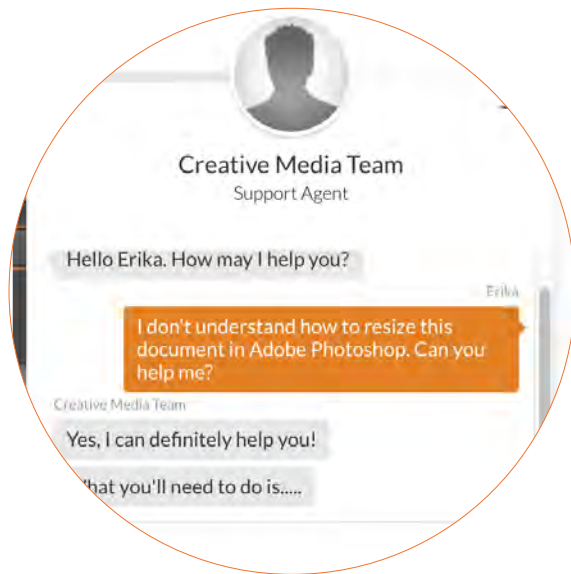 Creative Media Team
Support Agent
Hello Erika. How may I help you?
Erika
I don't understand how to resize this
document in Adobe Photoshop. Can you
help me?
Creative Media Team
Yes, I can definitely help you!
hat you'll need to do is.....